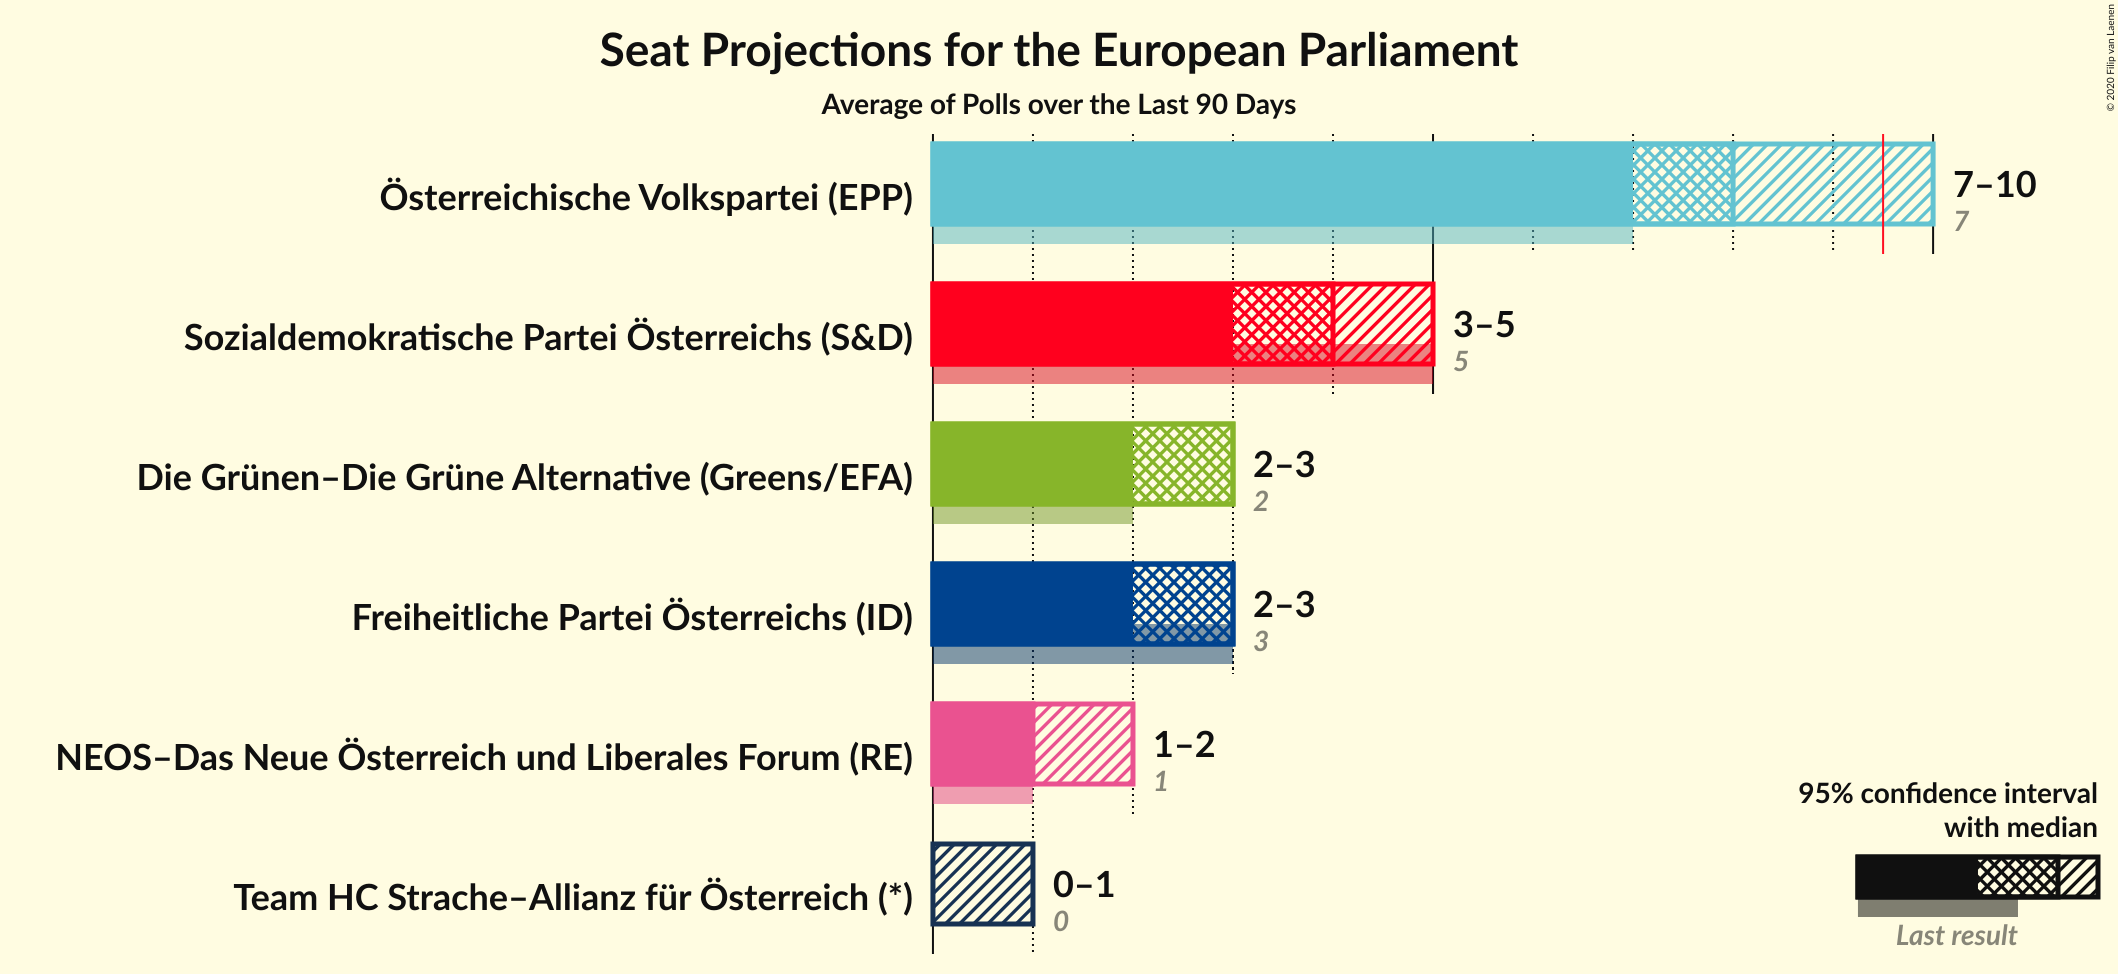 Seat Projections for the European Parliament
Average of Polls over the Last 90 Days
© 2020 Filip van Laenen
Österreichische Volkspartei (EPP)
7–10
7
Sozialdemokratische Partei Österreichs (S&D)
3–5
5
Die Grünen–Die Grüne Alternative (Greens/EFA)
2–3
2
Freiheitliche Partei Österreichs (ID)
2–3
3
NEOS–Das Neue Österreich und Liberales Forum (RE)
1–2
1
Team HC Strache–Allianz für Österreich (*)
0–1
0
95% confidence interval
with median
Last result